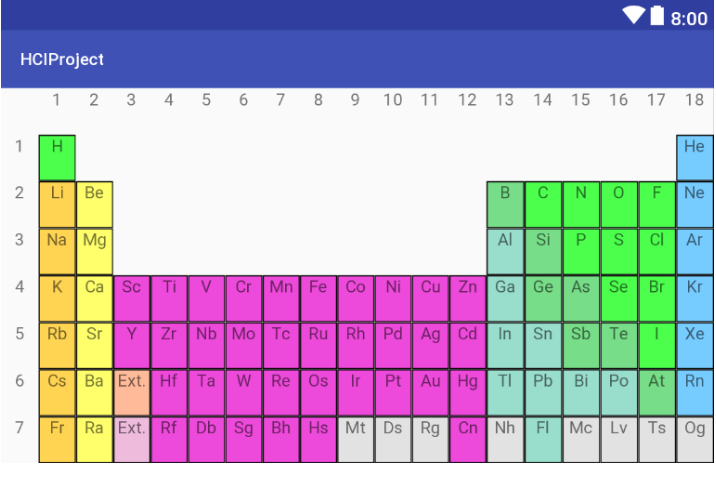 8:00
HCIProject
1 2 3 4 5 6 7 8 9 10 11 12 13 14 15 16 17 18
1 H He
2 Li Be B C N O F Ne
3 Na Mg Al Si P S Cl Ar
4 K Ca Sc Ti V Cr Mn Fe Co Ni Cu Zn Ga Ge As Se Br Kr
5 Rb Sr Y Zr Nb Mo Tc Ru Rh Pd Ag Cd In Sn Sb Te I Xe
6 Cs Ba Ext. Hf Ta W Re Os Ir Pt Au Hg Tl Pb Bi Po At Rn
7 Fr Ra Ext. Rf Db Sg Bh Hs Mt Ds Rg Cn Nh Fl Mc Lv Ts Og